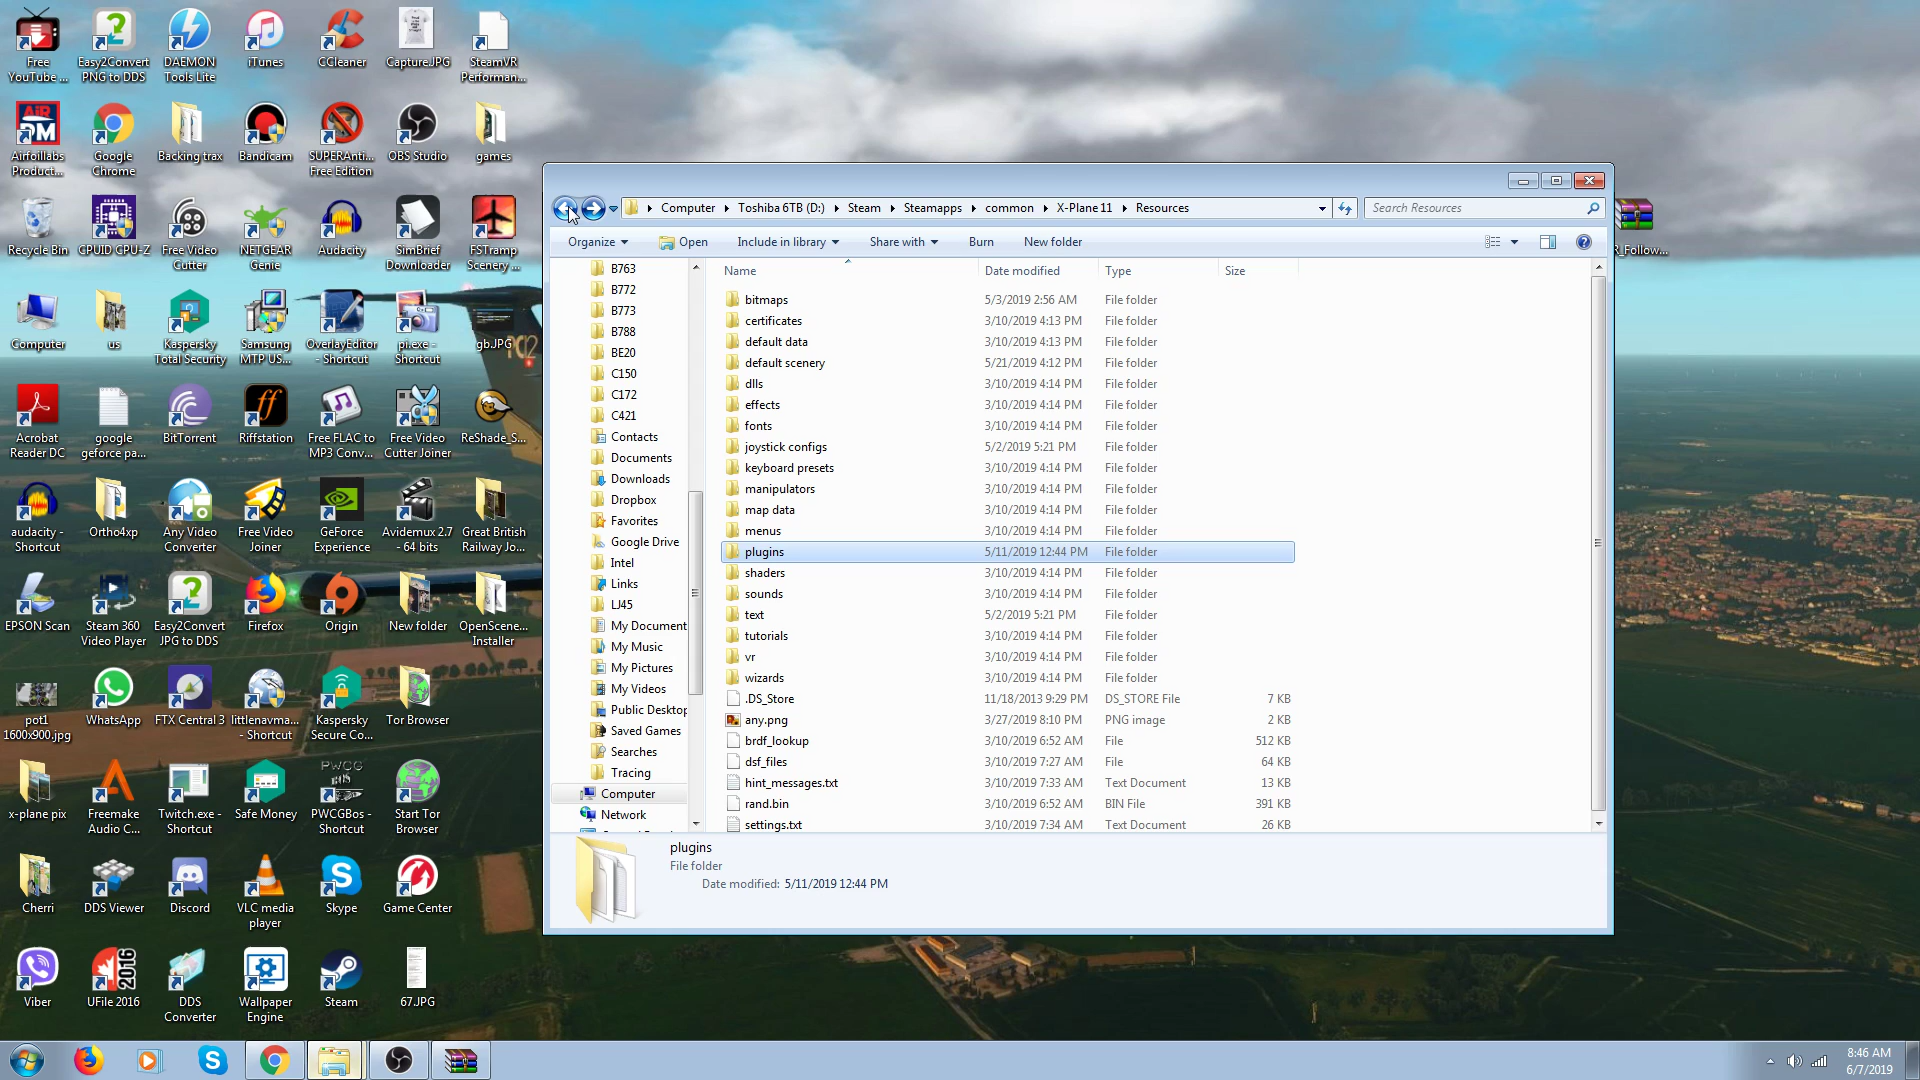 Free
YouTube ...
Easy2Convert
PNG to DDS
DAEMON
Tools Lite
iTunes
CCleaner
Capture.JPG
SteamVR
Performan...
Airfoillabs
Product...
Google
Chrome
Backing trax
Bandicam
SUPERAnti...
Free Edition
OBS Studio
games
Recycle Bin
CPUID CPU-Z
Free Video
Cutter
NETGEAR
Genie
Audacity
SimBrief
Downloader
FSTramp
Scenery ...
R_Follow...
Computer
us
Kaspersky
Total Security
Samsung
MTP US...
OverlayEditor
- Shortcut
pi.exe -
Shortcut
gb.JPG
Acrobat
Reader DC
google
geforce pa...
BitTorrent
Riffstation
Free FLAC to
MP3 Conv...
Free Video
Cutter Joiner
ReShade_S...
audacity -
Shortcut
Ortho4xp
Any Video
Converter
Free Video
Joiner
GeForce
Experience
Avidemux 2.7
- 64 bits
Great British
Railway Jo...
EPSON Scan
Steam 360
Video Player
Easy2Convert
JPG to DDS
Firefox
Origin
New folder
OpenScene...
Installer
pot1
1600x900.jpg
WhatsApp
FTX Central 3
littlenavma...
- Shortcut
Kaspersky
Secure Co...
Tor Browser
x-plane pix
Freemake
Audio C...
Twitch.exe -
Shortcut
Safe Money
PWCGBos -
Shortcut
Start Tor
Browser
Cherri
DDS Viewer
Discord
VLC media
player
Skype
Game Center
Viber
UFile 2016
DDS
Converter
Wallpaper
Engine
Steam
67.JPG
Computer Toshiba 6TB (D:) Steam Steamapps common X-Plane 11 Resources
Search Resources
Organize Open Include in library Share with Burn New folder
B763
B772
B773
B788
BE20
C150
C172
C421
Contacts
Documents
Downloads
Dropbox
Favorites
Google Drive
Intel
Links
LJ45
My Document
My Music
My Pictures
My Videos
Public Desktop
Saved Games
Searches
Tracing
Computer
Network
Name Date modified Type Size
bitmaps 5/3/2019 2:56 AM File folder
certificates 3/10/2019 4:13 PM File folder
default data 3/10/2019 4:13 PM File folder
default scenery 5/21/2019 4:12 PM File folder
dlls 3/10/2019 4:14 PM File folder
effects 3/10/2019 4:14 PM File folder
fonts 3/10/2019 4:14 PM File folder
joystick configs 5/2/2019 5:21 PM File folder
keyboard presets 3/10/2019 4:14 PM File folder
manipulators 3/10/2019 4:14 PM File folder
map data 3/10/2019 4:14 PM File folder
menus 3/10/2019 4:14 PM File folder
plugins 5/11/2019 12:44 PM File folder
shaders 3/10/2019 4:14 PM File folder
sounds 3/10/2019 4:14 PM File folder
text 5/2/2019 5:21 PM File folder
tutorials 3/10/2019 4:14 PM File folder
vr 3/10/2019 4:14 PM File folder
wizards 3/10/2019 4:14 PM File folder
.DS_Store 11/18/2013 9:29 PM DS_STORE File 7 KB
any.png 3/27/2019 8:10 PM PNG image 2 KB
brdf_lookup 3/10/2019 6:52 AM File 512 KB
dsf_files 3/10/2019 7:27 AM File 64 KB
hint_messages.txt 3/10/2019 7:33 AM Text Document 13 KB
rand.bin 3/10/2019 6:52 AM BIN File 391 KB
settings.txt 3/10/2019 7:34 AM Text Document 26 KB
plugins
File folder
Date modified: 5/11/2019 12:44 PM
8:46 AM
6/7/2019